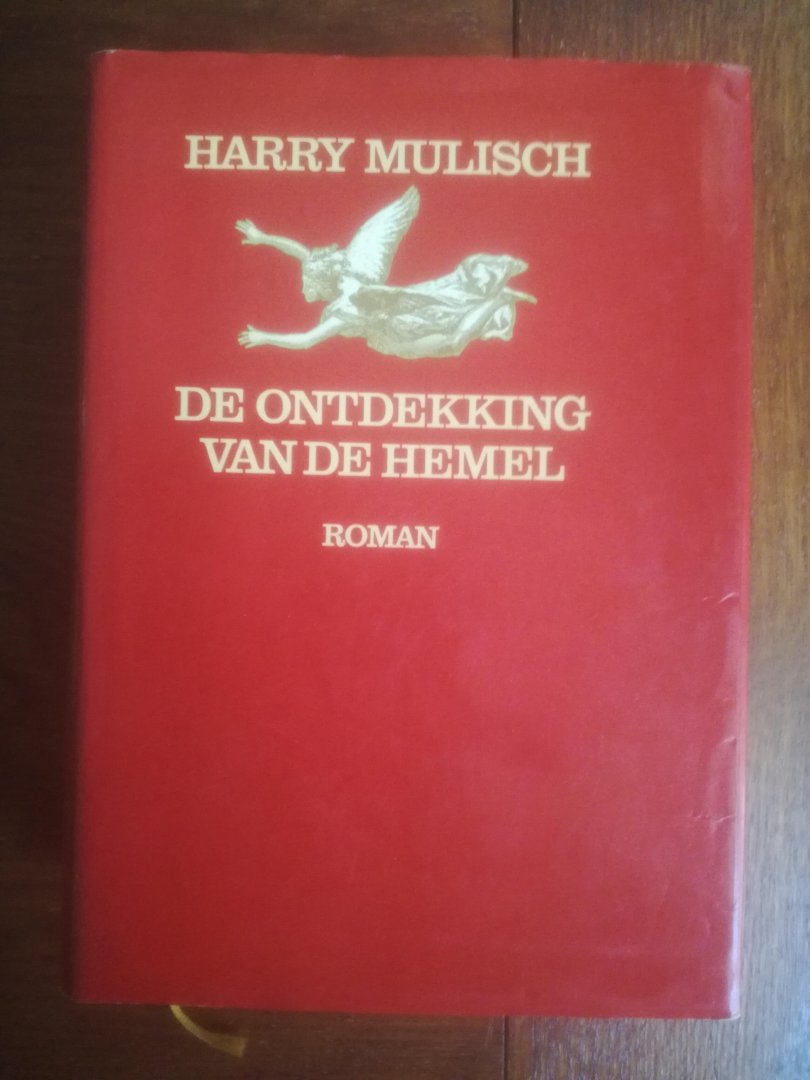 HARRY MULISCH
DE ONTDEKKING
VAN DE HEMEL
ROMAN